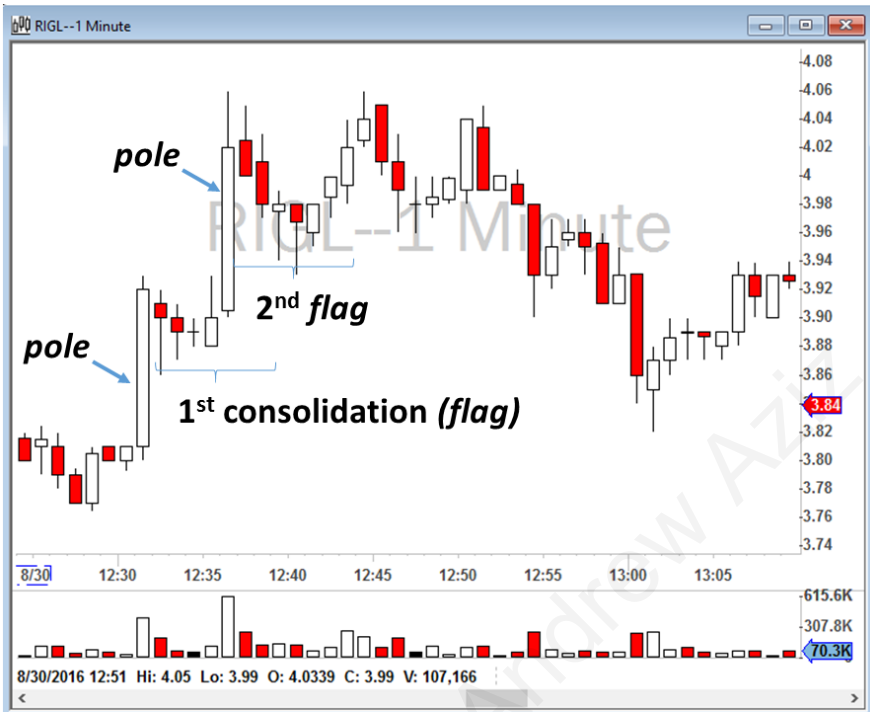 RIGL--1 Minute
4.08
4.06
4.04
4.02
4
3.98
3.96
3.94
3.92
3.90
3.88
3.86
3.84
3.82
3.80
3.78
3.76
3.74
pole
RIGL--1 Minute
2nd flag
pole
1st consolidation (flag)
Andrew Aziz
8/30 12:30 12:35 12:40 12:45 12:50 12:55 13:00 13:05
615.6K
307.8K
70.3K
8/30/2016 12:51 Hi: 4.05 Lo: 3.99 O: 4.0339 C: 3.99 V: 107,166